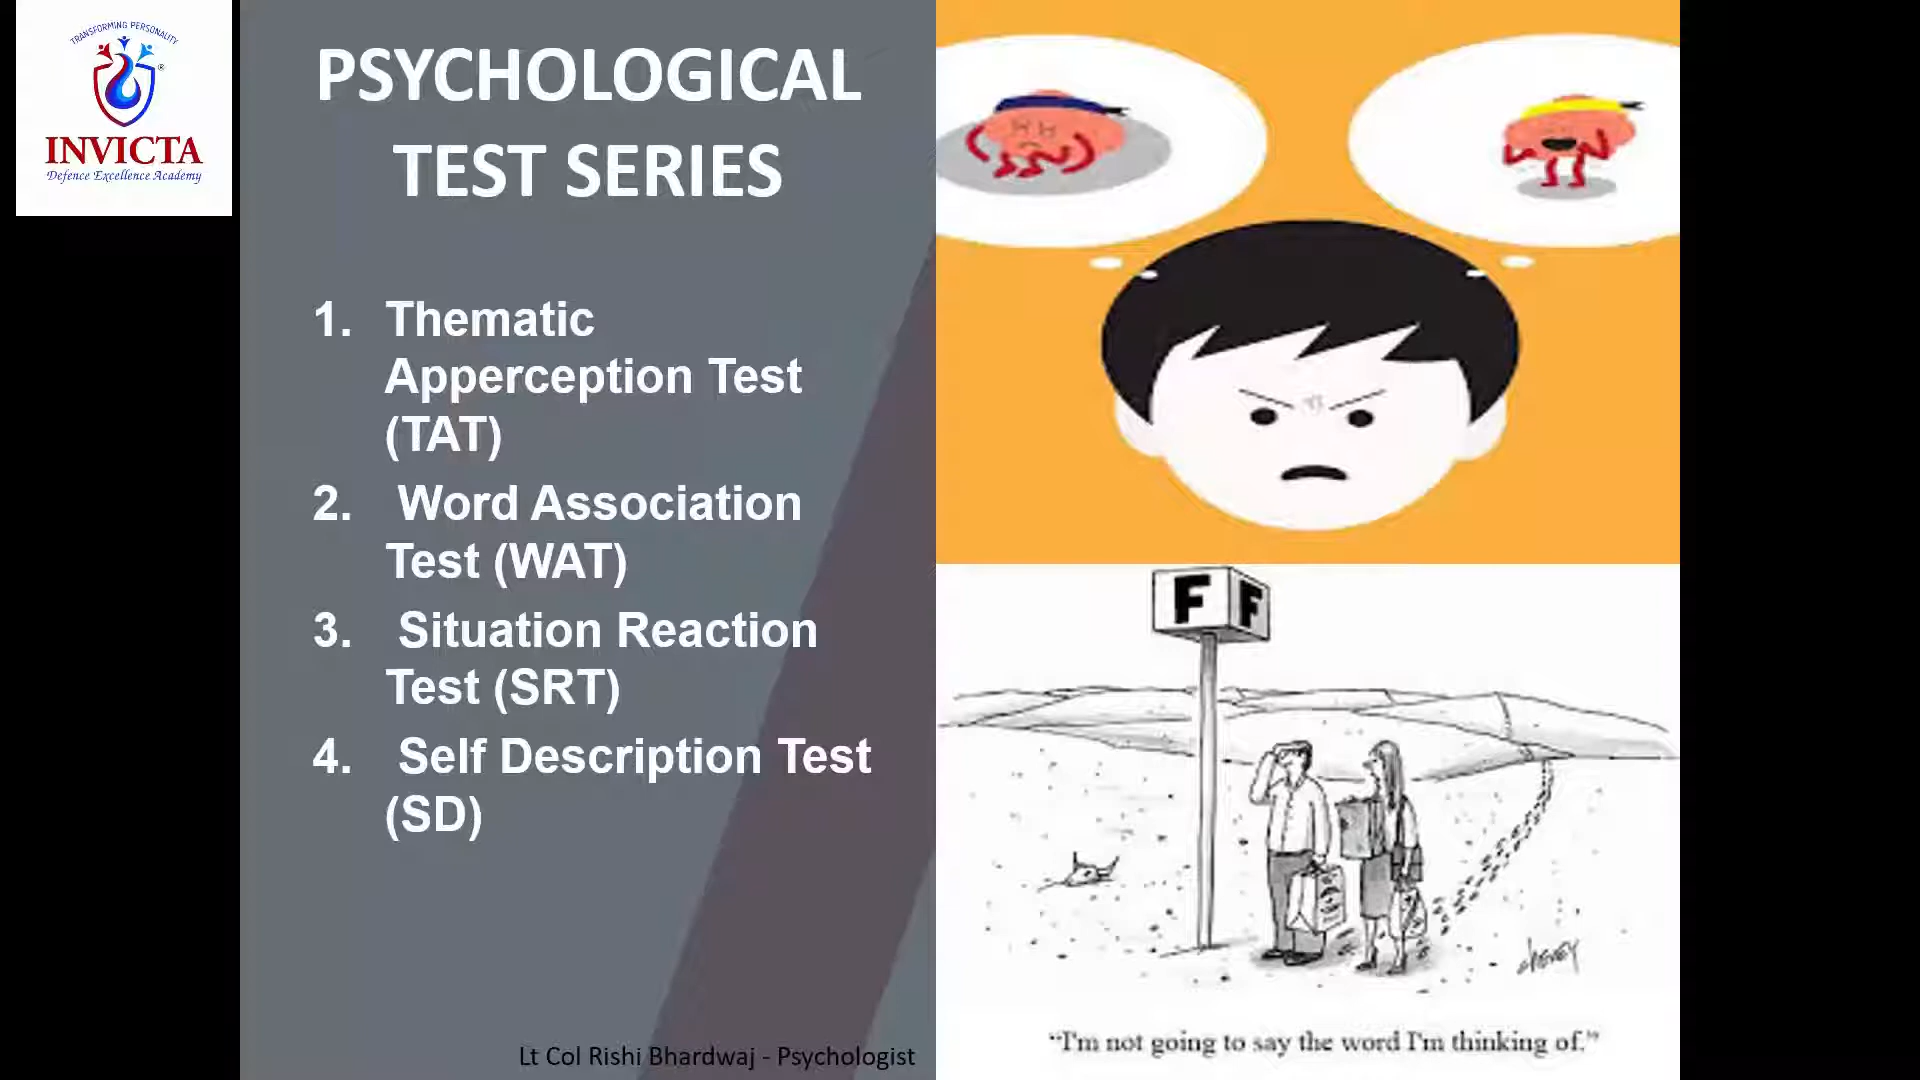 TRANSFORMING PERSONALITY
®
INVICTA
Defence Excellence Academy
PSYCHOLOGICAL
TEST SERIES
1. Thematic
Apperception Test
(TAT)
2. Word Association
Test (WAT)
3. Situation Reaction
Test (SRT)
4. Self Description Test
(SD)
Lt Col Rishi Bhardwaj - Psychologist
F F
CHENEY
"I'm not going to say the word I'm thinking of."